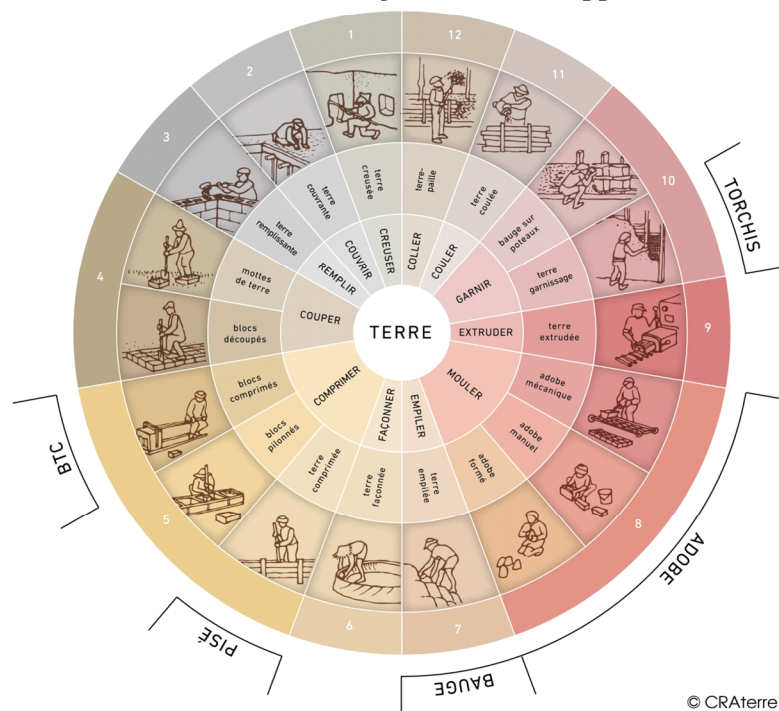 1
12
2
11
3
10
4
9
5
8
6
7
terre
creusée
terre-
paille
terre
couvrante
terre
coulée
terre
remplissante
bauge sur
poteaux
mottes
de terre
terre
garnissage
blocs
découpés
terre
extrudée
blocs
comprimés
adobe
mécanique
blocs
pilonnés
adobe
manuel
terre
comprimée
adobe
formé
terre
façonnée
terre
empilée
CREUSER
COLLER
COUVRIR
COULER
REMPLIR
GARNIR
COUPER
EXTRUDER
COMPRIMER
MOULER
FAÇONNER
EMPILER
TERRE
TORCHIS
BTC
ADOBE
PISÉ
BAUGE
© CRAterre